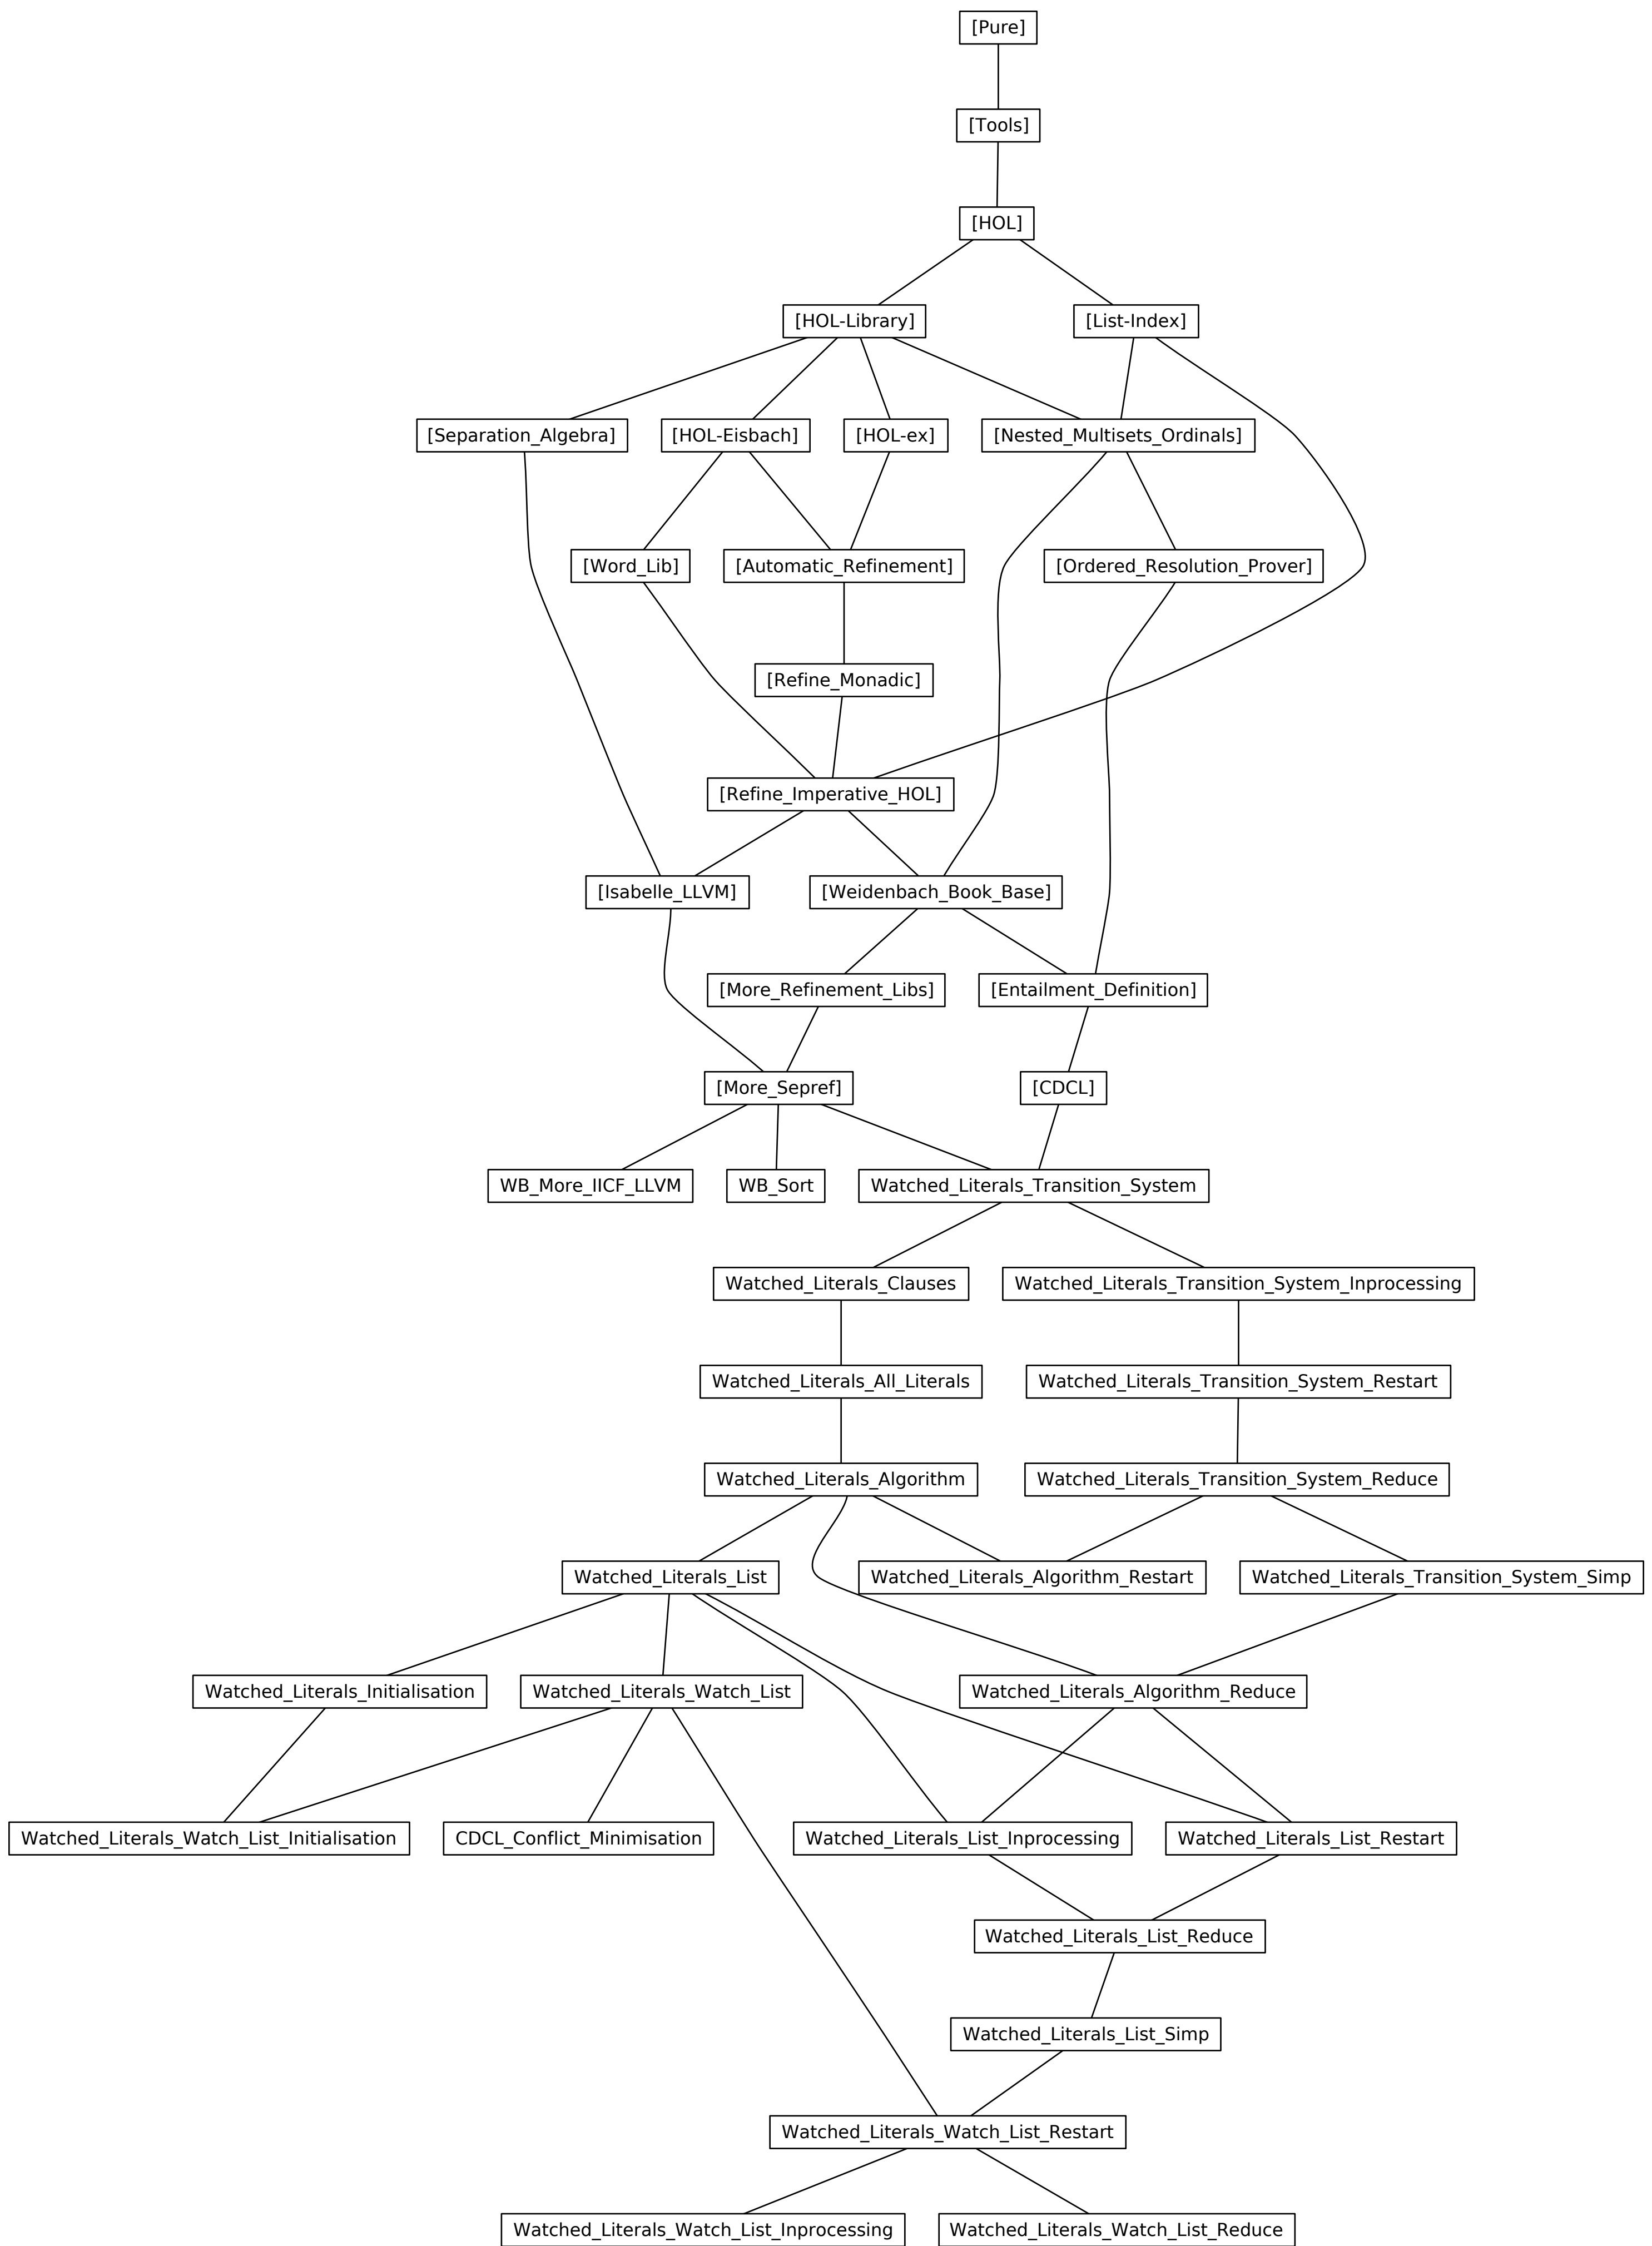 [Pure]
[Tools]
[HOL]
[HOL-Library]
[List-Index]
[Separation_Algebra]
[HOL-Eisbach]
[HOL-ex]
[Nested_Multisets_Ordinals]
[Word_Lib]
[Automatic_Refinement]
[Ordered_Resolution_Prover]
[Refine_Monadic]
[Refine_Imperative_HOL]
[Isabelle_LLVM]
[Weidenbach_Book_Base]
[More_Refinement_Libs]
[Entailment_Definition]
[More_Sepref]
[CDCL]
WB_More_IICF_LLVM
WB_Sort
Watched_Literals_Transition_System
Watched_Literals_Clauses
Watched_Literals_Transition_System_Inprocessing
Watched_Literals_All_Literals
Watched_Literals_Transition_System_Restart
Watched_Literals_Algorithm
Watched_Literals_Transition_System_Reduce
Watched_Literals_List
Watched_Literals_Algorithm_Restart
Watched_Literals_Transition_System_Simp
Watched_Literals_Initialisation
Watched_Literals_Watch_List
Watched_Literals_Algorithm_Reduce
Watched_Literals_Watch_List_Initialisation
CDCL_Conflict_Minimisation
Watched_Literals_List_Inprocessing
Watched_Literals_List_Restart
Watched_Literals_List_Reduce
Watched_Literals_List_Simp
Watched_Literals_Watch_List_Restart
Watched_Literals_Watch_List_Inprocessing
Watched_Literals_Watch_List_Reduce